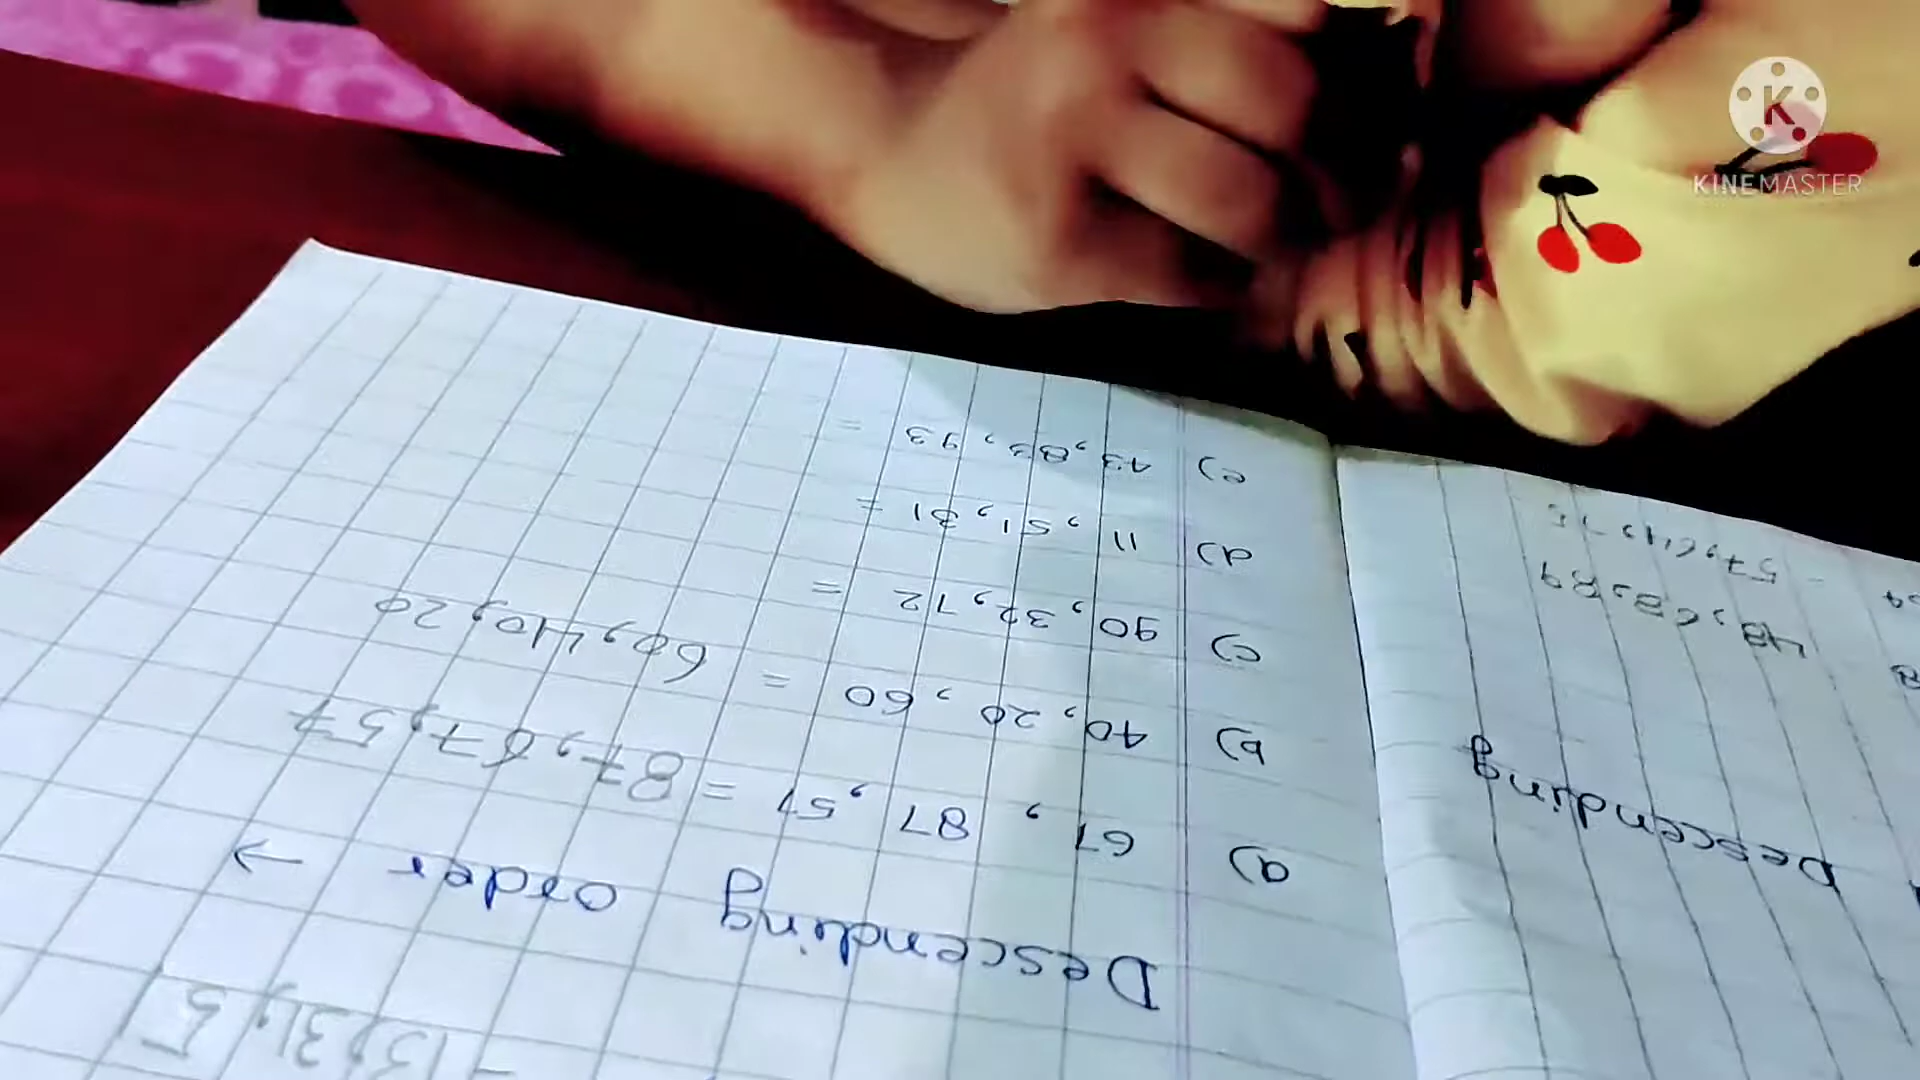 KINEMASTER
Descending order →
a) 67, 87, 57 = 87, 67, 57
b) 40, 20, 60 = 60, 40, 20
c) 90, 32, 72 =
d) 11, 51, 31 =
e) 43, 83, 93 =
Descending
48, 68, 89